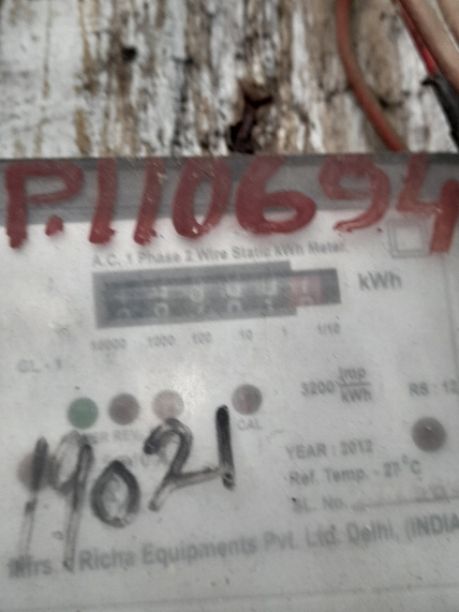 P.110694
A.C. 1 Phase 2 Wire Static kWh Meter
kWh
10000 1000 100 10 1 1/10
CL - 1
3200 imp/kWh
CAL
19021
YEAR : 2012
Ref. Temp. - 27°C
SL. No.
Mfrs. : Richa Equipments Pvt. Ltd. Delhi, (INDIA